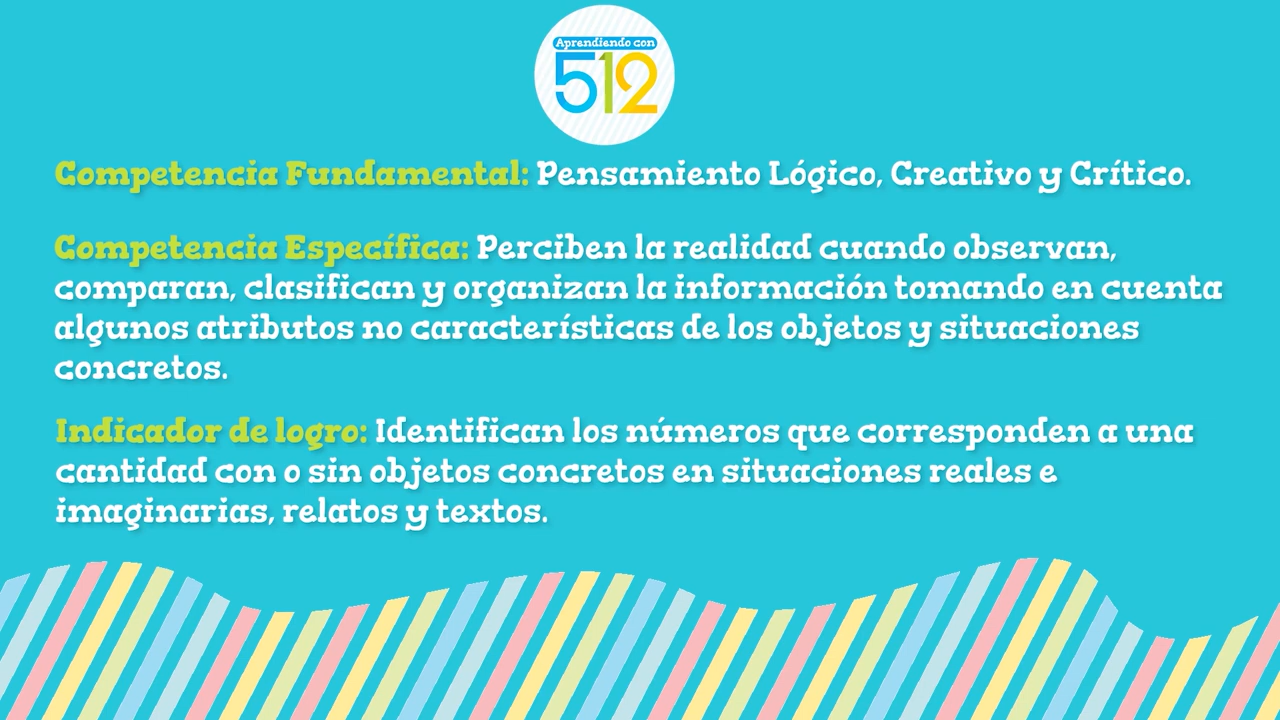 Aprendiendo con
512
Competencia Fundamental: Pensamiento Lógico, Creativo y Crítico.
Competencia Específica: Perciben la realidad cuando observan,
comparan, clasifican y organizan la información tomando en cuenta
algunos atributos no características de los objetos y situaciones
concretos.
Indicador de logro: Identifican los números que corresponden a una
cantidad con o sin objetos concretos en situaciones reales e
imaginarias, relatos y textos.